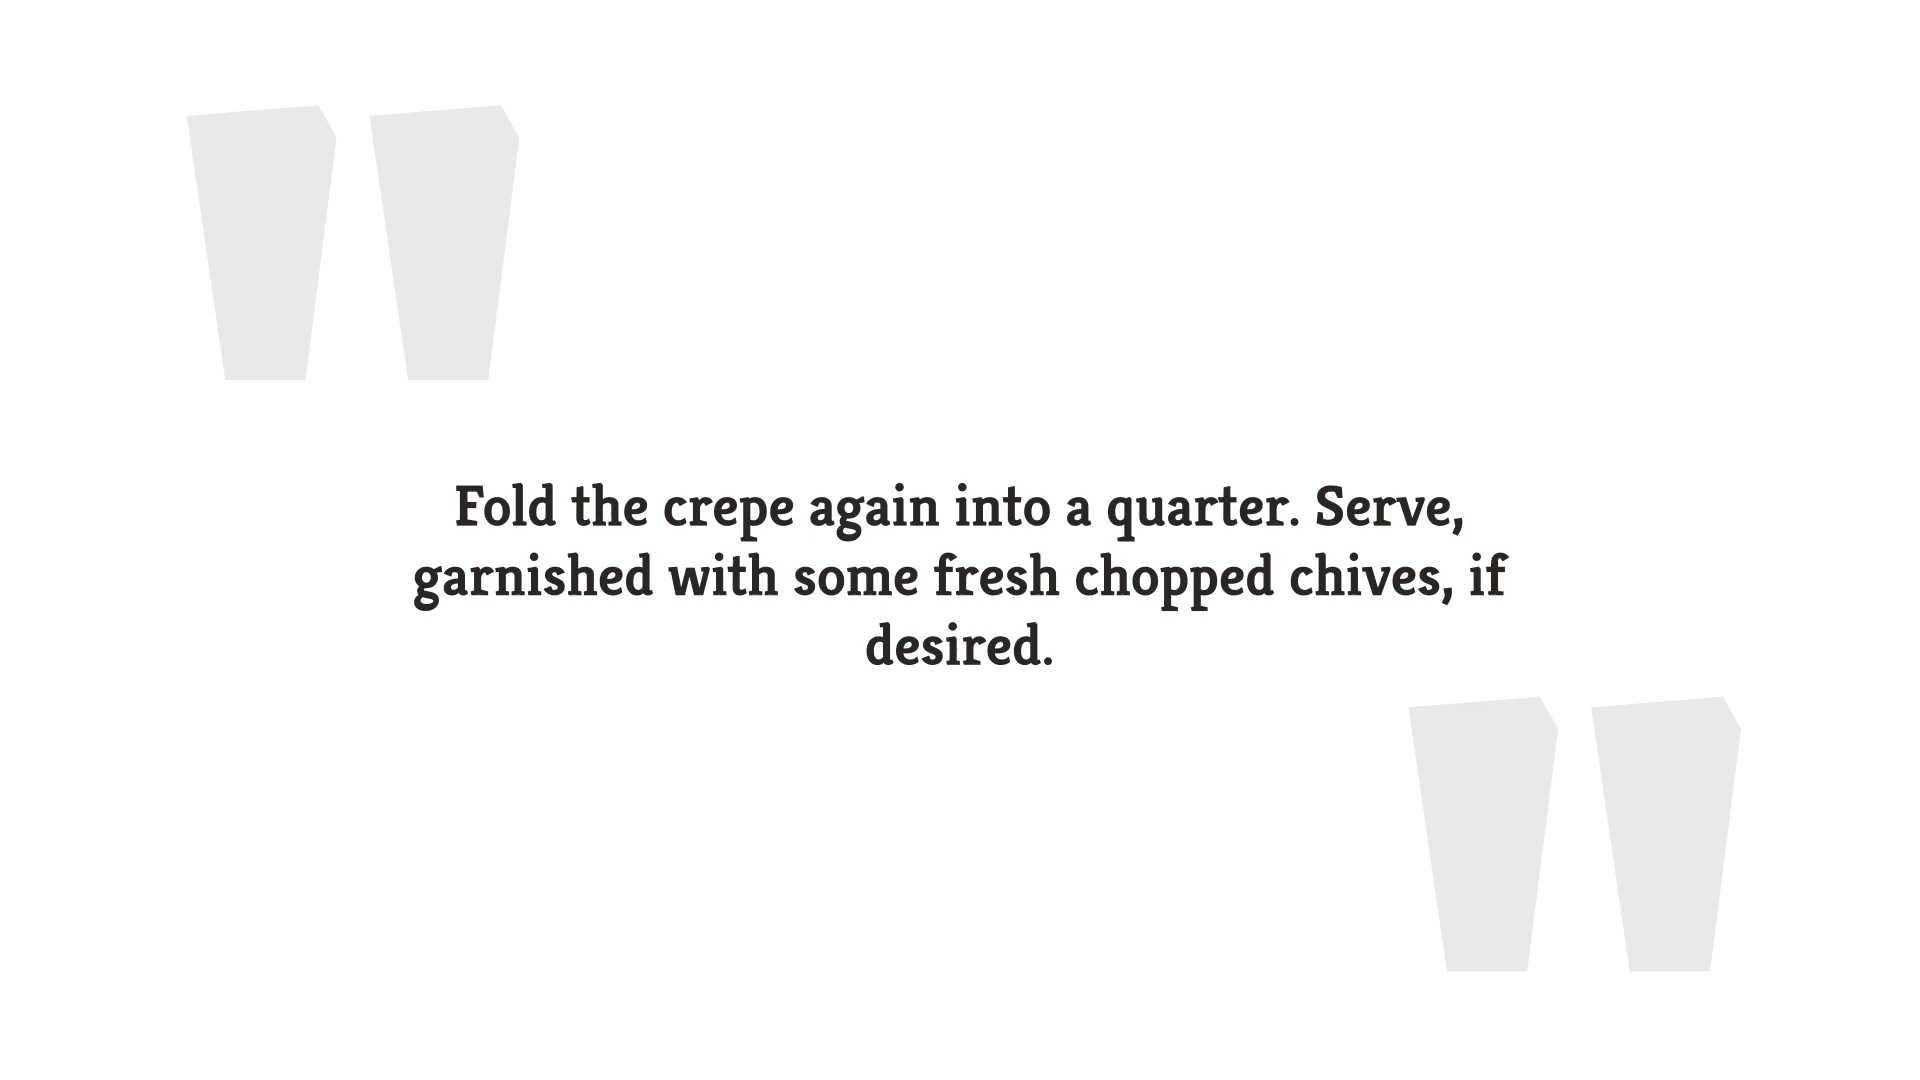 Fold the crepe again into a quarter. Serve,
garnished with some fresh chopped chives, if
desired.